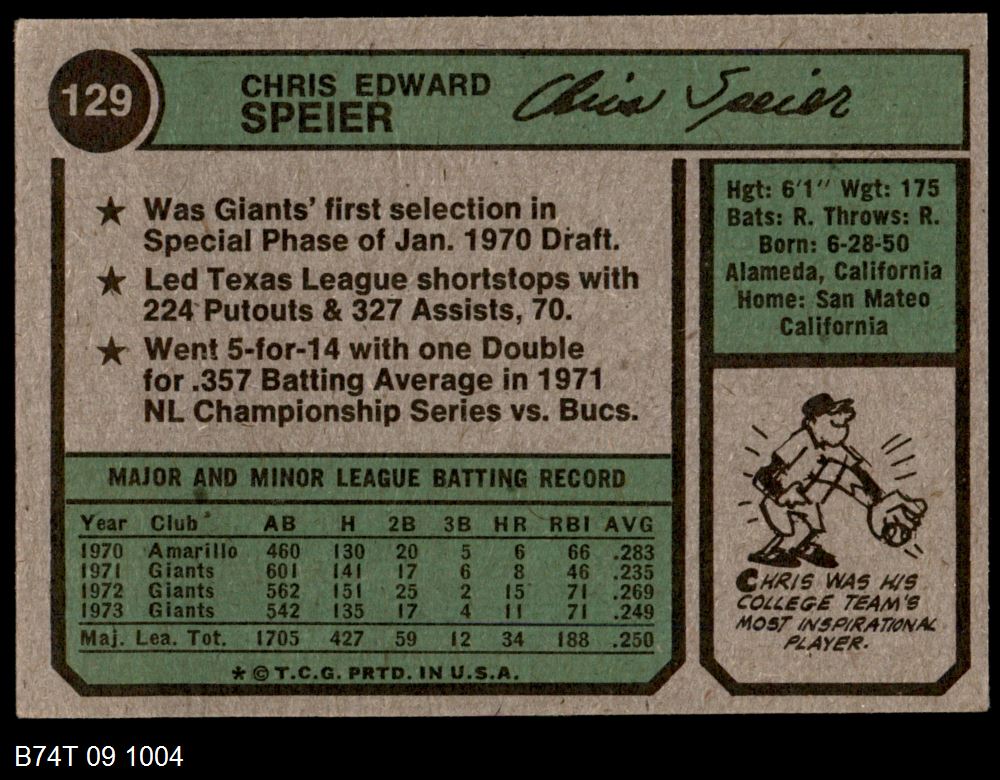 129
CHRIS EDWARD
SPEIER
Chris Speier
★ Was Giants' first selection in
Special Phase of Jan. 1970 Draft.
★ Led Texas League shortstops with
224 Putouts & 327 Assists, 70.
★ Went 5-for-14 with one Double
for .357 Batting Average in 1971
NL Championship Series vs. Bucs.
MAJOR AND MINOR LEAGUE BATTING RECORD
Year Club AB H 2B 3B HR RBI AVG
1970 Amarillo 460 130 20 5 6 66 .283
1971 Giants 601 141 17 6 8 46 .235
1972 Giants 562 151 25 2 15 71 .269
1973 Giants 542 135 17 4 11 71 .249
Maj. Lea. Tot. 1705 427 59 12 34 188 .250
* © T.C.G. PRTD. IN U.S.A.
Hgt: 6'1" Wgt: 175
Bats: R. Throws: R.
Born: 6-28-50
Alameda, California
Home: San Mateo
California
CHRIS WAS HIS
COLLEGE TEAM'S
MOST INSPIRATIONAL
PLAYER.
B74T 09 1004